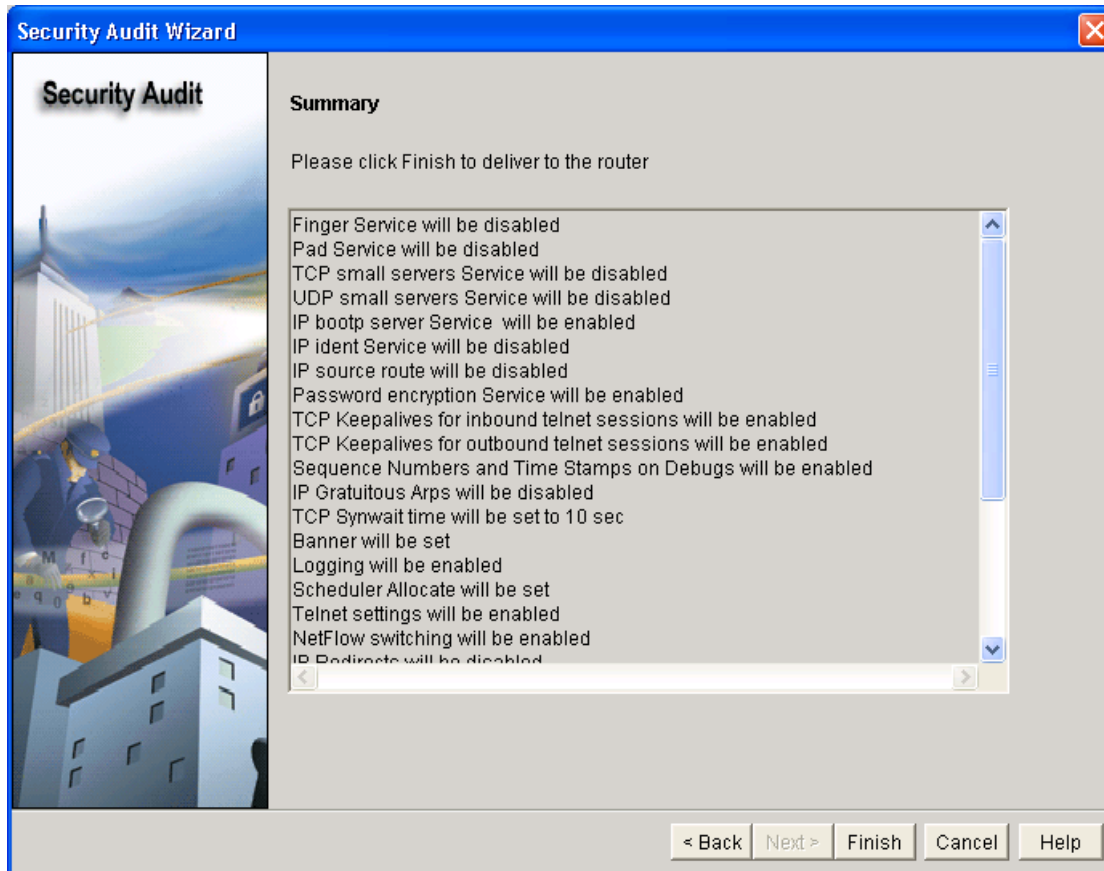 Security Audit Wizard
Security Audit
Summary
Please click Finish to deliver to the router
Finger Service will be disabled
Pad Service will be disabled
TCP small servers Service will be disabled
UDP small servers Service will be disabled
IP bootp server Service  will be enabled
IP ident Service will be disabled
IP source route will be disabled
Password encryption Service will be enabled
TCP Keepalives for inbound telnet sessions will be enabled
TCP Keepalives for outbound telnet sessions will be enabled
Sequence Numbers and Time Stamps on Debugs will be enabled
IP Gratuitous Arps will be disabled
TCP Synwait time will be set to 10 sec
Banner will be set
Logging will be enabled
Scheduler Allocate will be set
Telnet settings will be enabled
NetFlow switching will be enabled
IP Redirects will be disabled
< Back Next > Finish Cancel Help